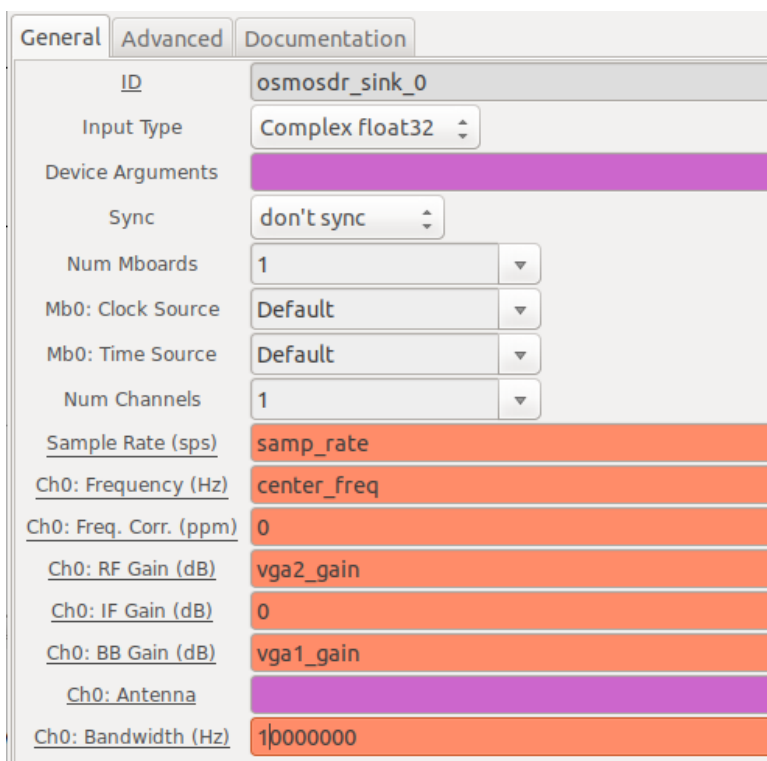 General Advanced Documentation
ID osmosdr_sink_0
Input Type Complex float32
Device Arguments
Sync don't sync
Num Mboards 1
Mb0: Clock Source Default
Mb0: Time Source Default
Num Channels 1
Sample Rate (sps) samp_rate
Ch0: Frequency (Hz) center_freq
Ch0: Freq. Corr. (ppm) 0
Ch0: RF Gain (dB) vga2_gain
Ch0: IF Gain (dB) 0
Ch0: BB Gain (dB) vga1_gain
Ch0: Antenna
Ch0: Bandwidth (Hz) 10000000